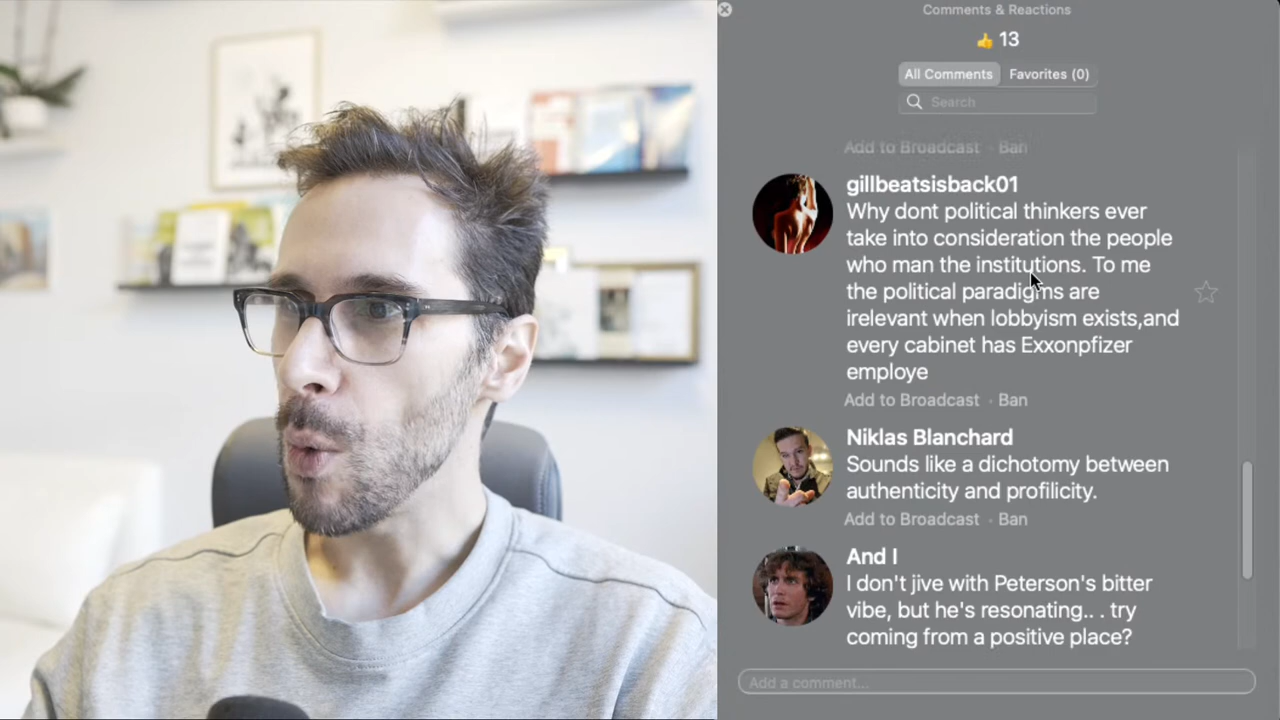 Comments & Reactions
👍 13
All Comments Favorites (0)
Search
Add to Broadcast · Ban
gillbeatsisback01
Why dont political thinkers ever
take into consideration the people
who man the institutions. To me
the political paradigms are
irelevant when lobbyism exists,and
every cabinet has Exxonpfizer
employe
Add to Broadcast · Ban
Niklas Blanchard
Sounds like a dichotomy between
authenticity and profilicity.
Add to Broadcast · Ban
And I
I don't jive with Peterson's bitter
vibe, but he's resonating.. . try
coming from a positive place?
Add a comment...